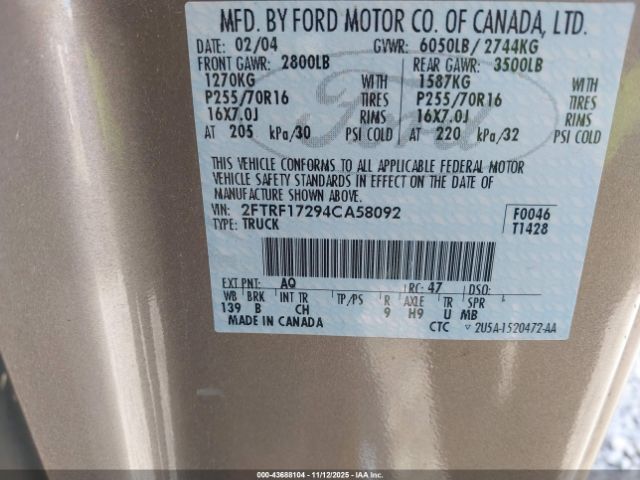 MFD. BY FORD MOTOR CO. OF CANADA, LTD.
DATE: 02/04 GVWR: 6050LB/ 2744KG
FRONT GAWR: 2800LB REAR GAWR: 3500LB
1270KG WITH 1587KG WITH
P255/70R16 TIRES P255/70R16 TIRES
16X7.0J RIMS 16X7.0J RIMS
AT 205 kPa/30 PSI COLD AT 220 kPa/32 PSI COLD
THIS VEHICLE CONFORMS TO ALL APPLICABLE FEDERAL MOTOR
VEHICLE SAFETY STANDARDS IN EFFECT ON THE DATE OF
MANUFACTURE SHOWN ABOVE.
VIN: 2FTRF17294CA58092 F0046
TYPE: TRUCK T1428
EXT PNT: AQ RC: 47 DSO:
WB BRK INT TR TP/PS R AXLE TR SPR
139 B CH 9 H9 U MB
MADE IN CANADA CTC ▽ 2U5A-1520472-AA
Ford
000-43688104 - 11/12/2025 - IAAI.COM